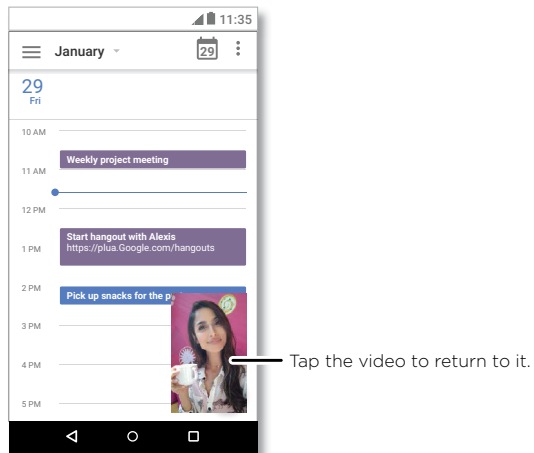 11:35
January
29
29
Fri
10 AM
Weekly project meeting
11 AM
12 PM
Start hangout with Alexis
https://plua.Google.com/hangouts
1 PM
2 PM
Pick up snacks for the p
3 PM
Tap the video to return to it.
4 PM
5 PM